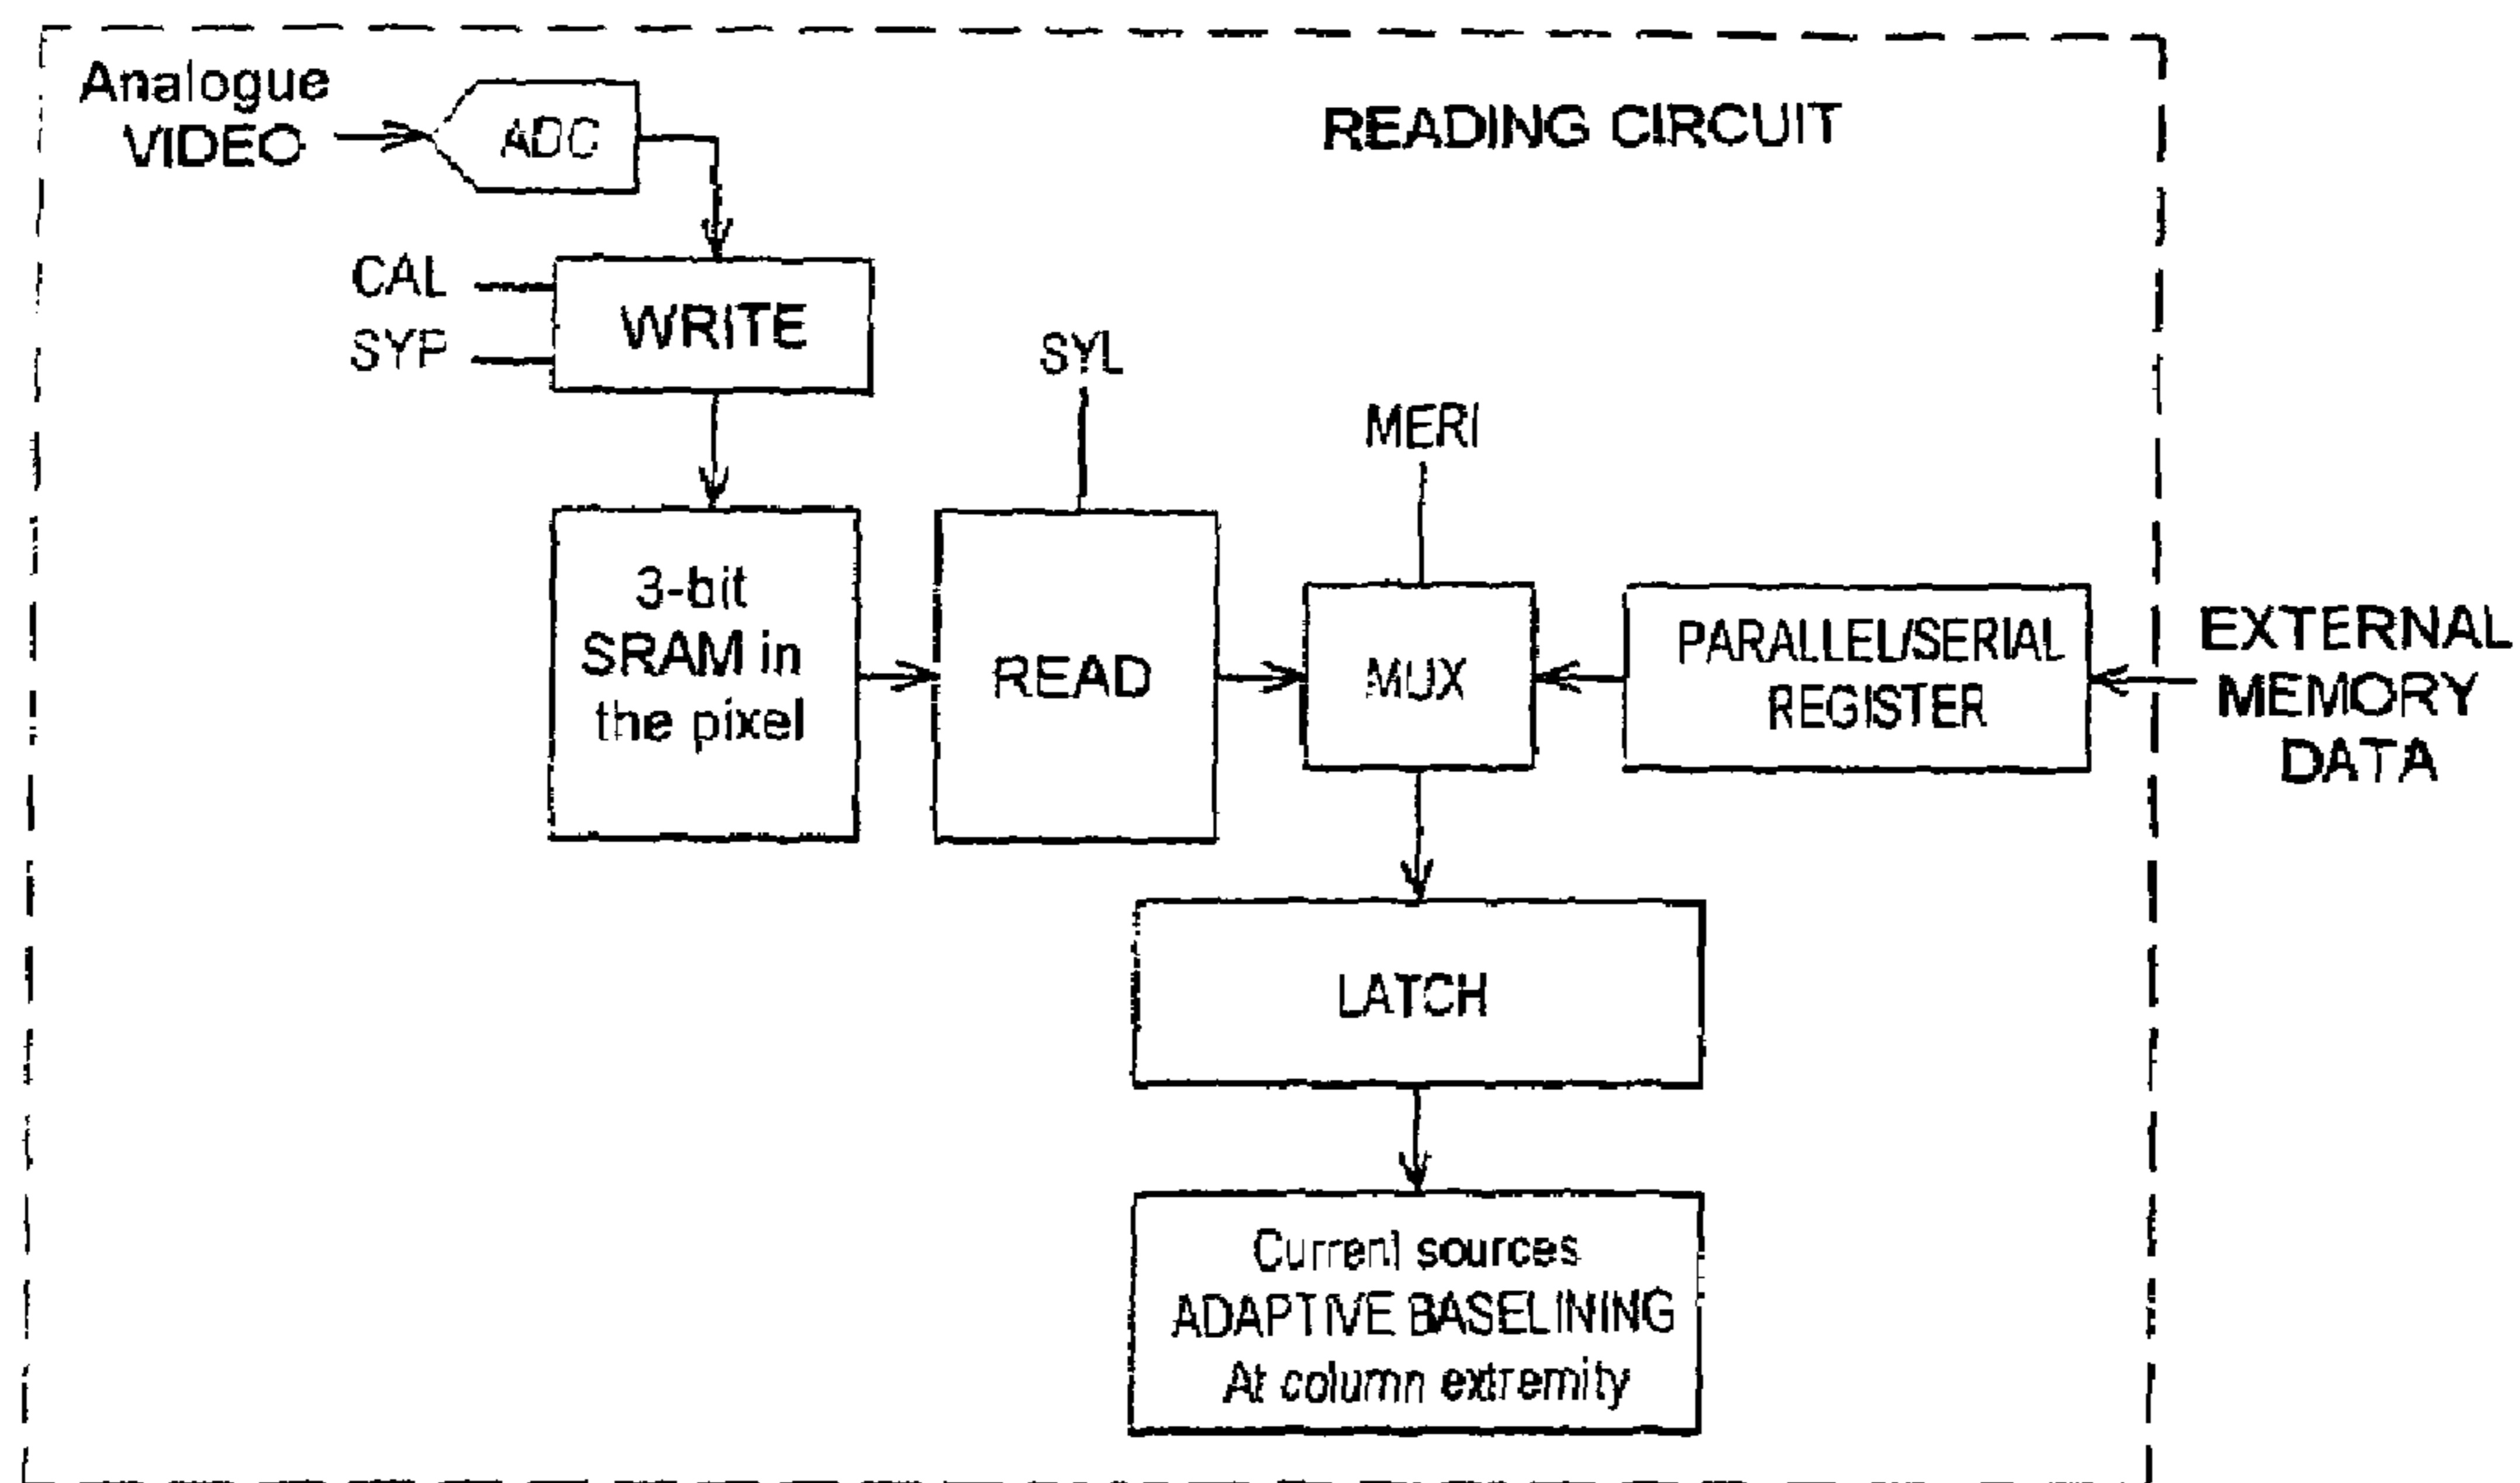 Analogue
VIDEO
ADC
READING CIRCUIT
CAL
SYP
WRITE
SYL
MERI
3-bit
SRAM in
the pixel
READ
MUX
PARALLEL/SERIAL
REGISTER
EXTERNAL
MEMORY
DATA
LATCH
Current sources
ADAPTIVE BASELINING
At column extremity